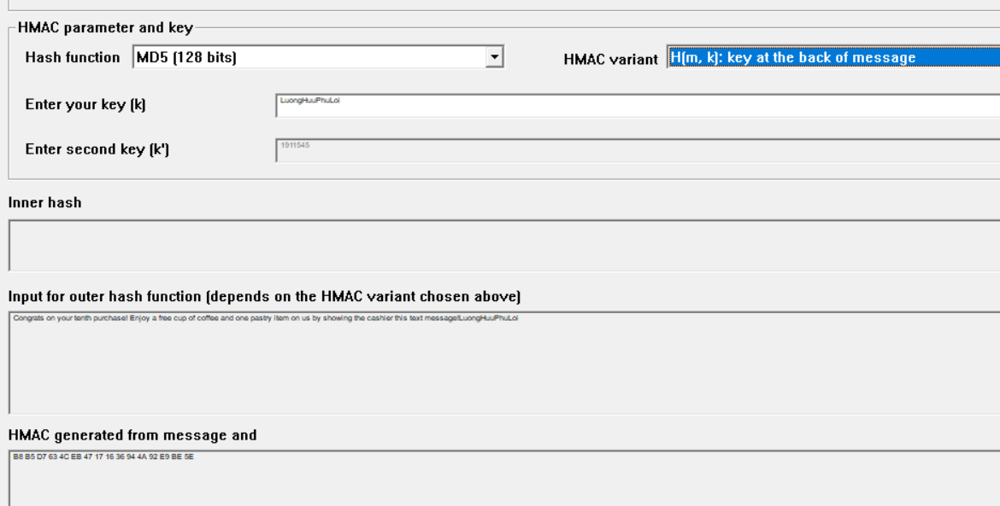 HMAC parameter and key
Hash function MD5 (128 bits) HMAC variant H(m, k): key at the back of message
Enter your key (k) LuongHuuPhuLoi
Enter second key (k') 1911545
Inner hash
Input for outer hash function (depends on the HMAC variant chosen above)
Congrats on your tenth purchase! Enjoy a free cup of coffee and one pastry item on us by showing the cashier this text message!LuongHuuPhuLoi
HMAC generated from message and
B8 B5 D7 63 4C EB 47 17 16 36 94 4A 92 E9 BE 5E